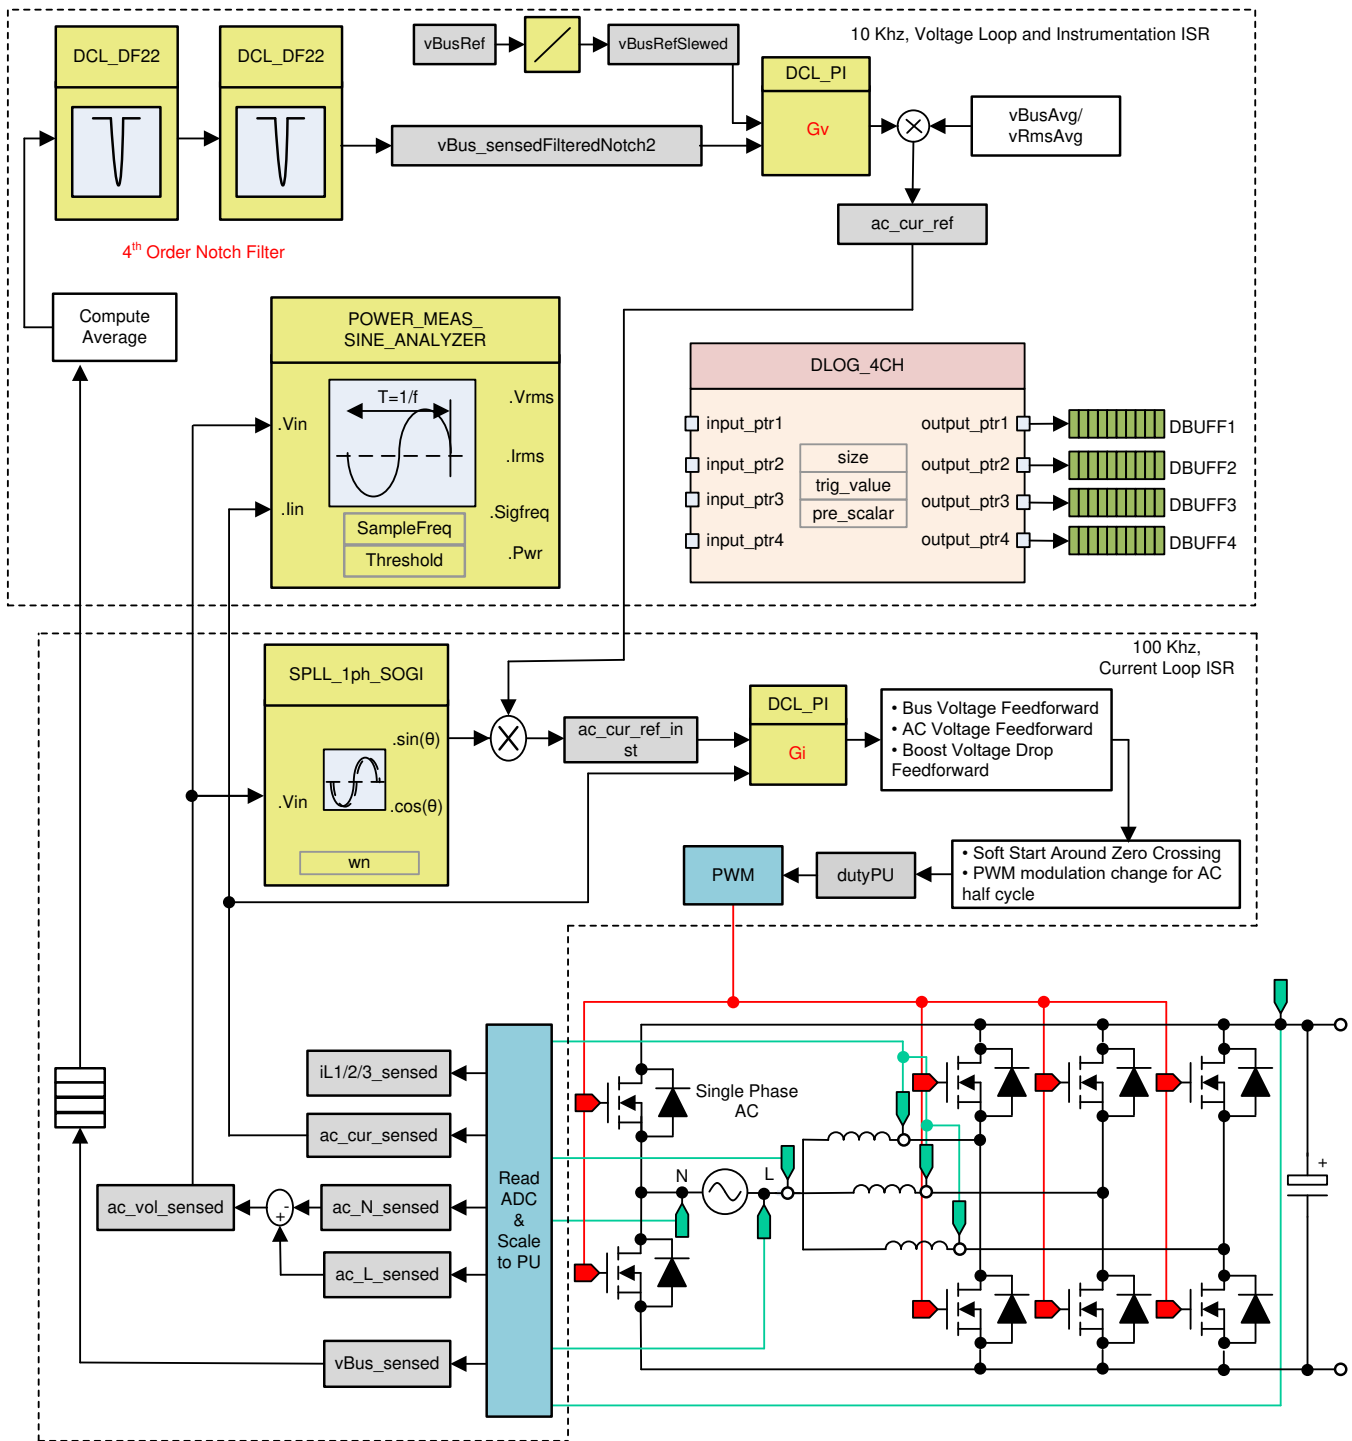 10 Khz, Voltage Loop and Instrumentation ISR
DCL_DF22
DCL_DF22
vBusRef
vBusRefSlewed
DCL_PI
Gv
vBusAvg/
vRmsAvg
vBus_sensedFilteredNotch2
ac_cur_ref
4th Order Notch Filter
Compute
Average
POWER_MEAS_
SINE_ANALYZER
T=1/f
.Vin
.Iin
.Vrms
.Irms
.Sigfreq
.Pwr
SampleFreq
Threshold
DLOG_4CH
input_ptr1
input_ptr2
input_ptr3
input_ptr4
size
trig_value
pre_scalar
output_ptr1
output_ptr2
output_ptr3
output_ptr4
DBUFF1
DBUFF2
DBUFF3
DBUFF4
100 Khz,
Current Loop ISR
SPLL_1ph_SOGI
.sin(θ)
.Vin
.cos(θ)
wn
ac_cur_ref_in
st
DCL_PI
Gi
• Bus Voltage Feedforward
• AC Voltage Feedforward
• Boost Voltage Drop
Feedforward
• Soft Start Around Zero Crossing
• PWM modulation change for AC
half cycle
dutyPU
PWM
iL1/2/3_sensed
ac_cur_sensed
ac_vol_sensed
-
+
ac_N_sensed
ac_L_sensed
vBus_sensed
Read
ADC
&
Scale
to PU
Single Phase
AC
N
L
+